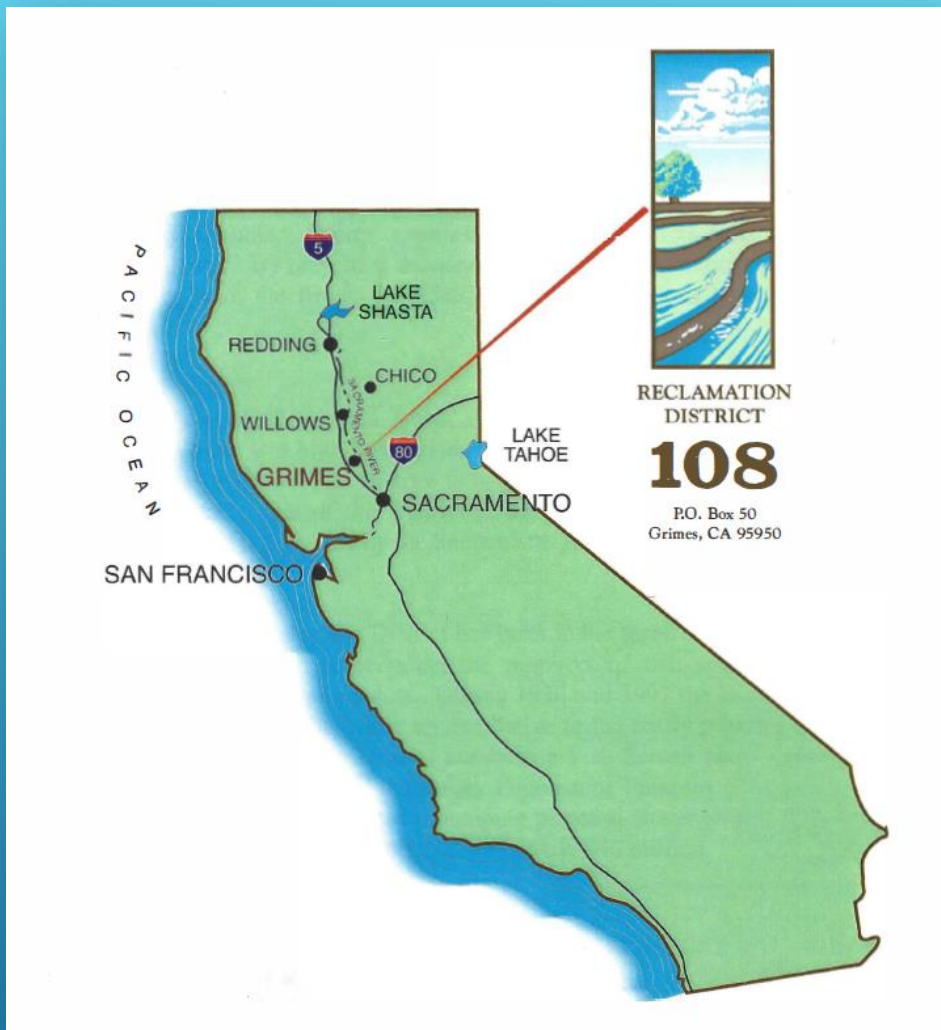 RECLAMATION
DISTRICT
108
P.O. Box 50
Grimes, CA 95950
PACIFIC OCEAN
5
LAKE
SHASTA
REDDING
CHICO
SACRAMENTO RIVER
WILLOWS
80
LAKE
TAHOE
GRIMES
SACRAMENTO
SAN FRANCISCO